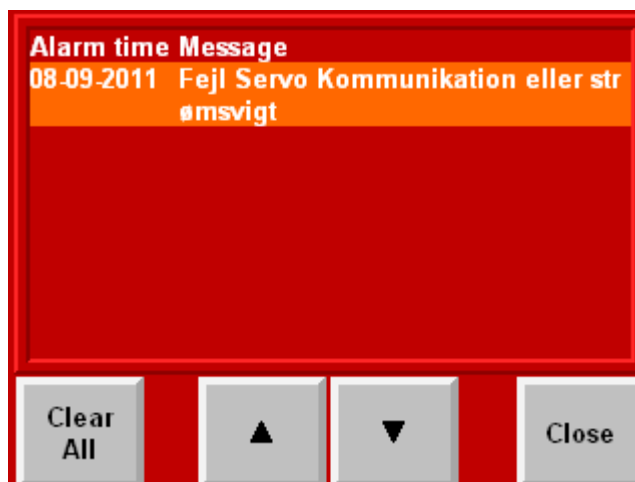 Alarm time Message
08-09-2011 Fejl Servo Kommunikation eller str
ømsvigt
Clear
All
▲
▼
Close